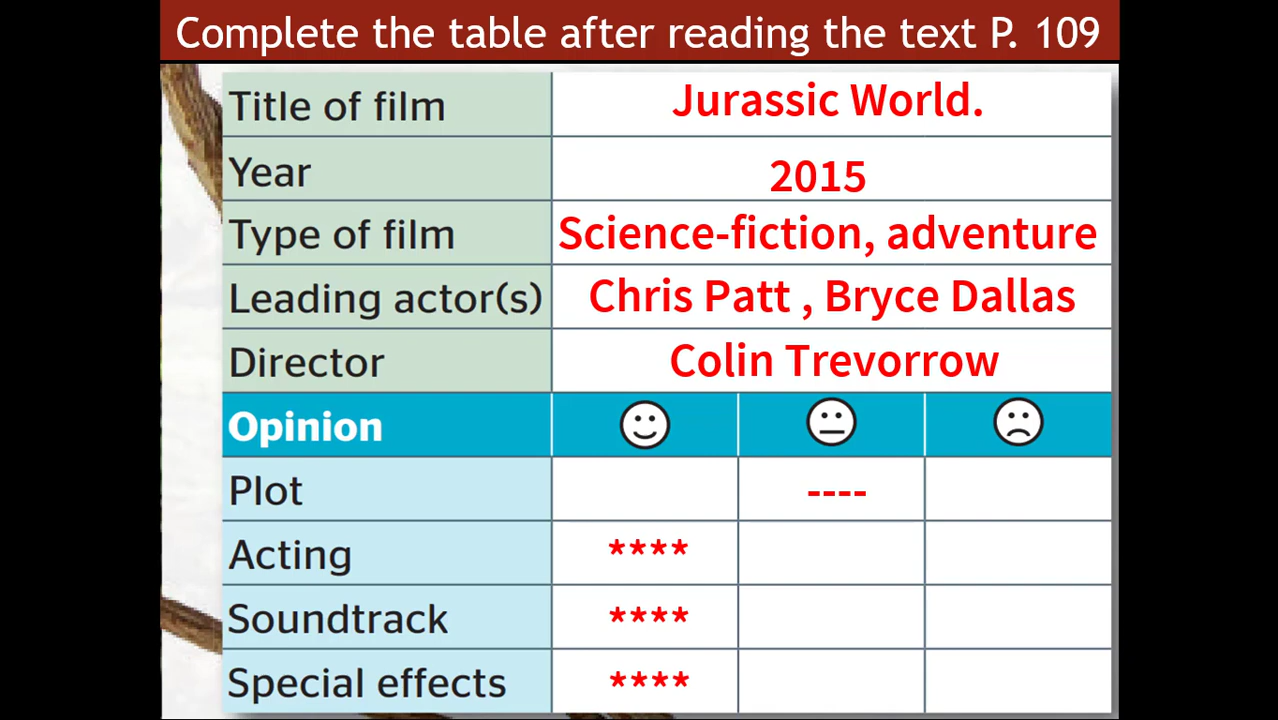 Complete the table after reading the text P. 109
Title of film Jurassic World.
Year 2015
Type of film Science-fiction, adventure
Leading actor(s) Chris Patt , Bryce Dallas
Director Colin Trevorrow
Opinion
Plot ----
Acting ****
Soundtrack ****
Special effects ****